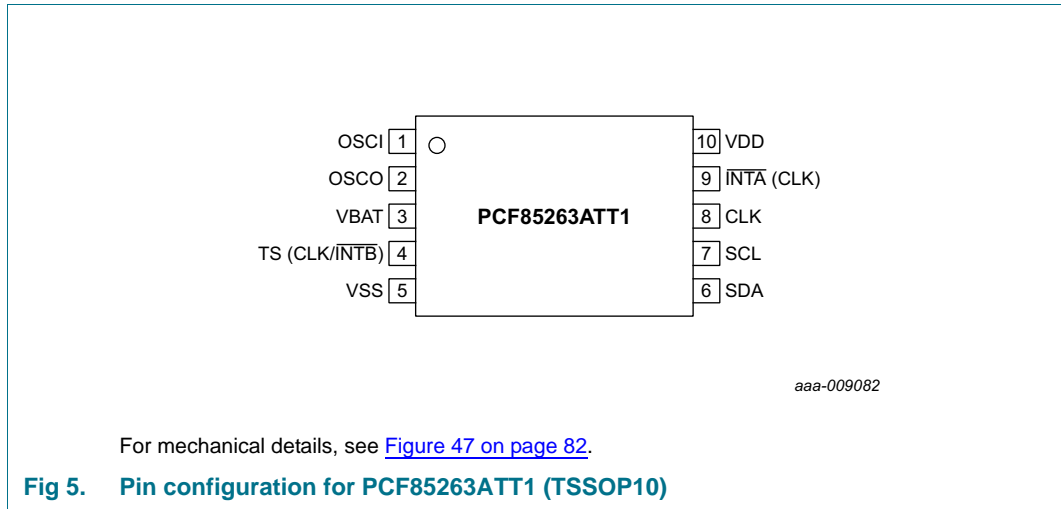 OSCI 1
OSCO 2
VBAT 3
TS (CLK/INTB) 4
VSS 5
PCF85263ATT1
10 VDD
9 INTA (CLK)
8 CLK
7 SCL
6 SDA
aaa-009082
For mechanical details, see Figure 47 on page 82.
Fig 5. Pin configuration for PCF85263ATT1 (TSSOP10)